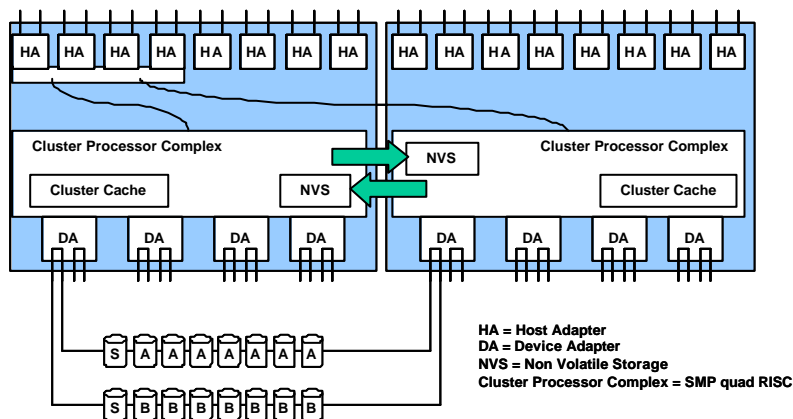 HA HA HA HA HA HA HA HA HA HA HA HA HA HA HA HA
Cluster Processor Complex Cluster Processor Complex
NVS
Cluster Cache NVS Cluster Cache
DA DA DA DA DA DA DA DA
S A A A A A A A
S B B B B B B B
HA = Host Adapter
DA = Device Adapter
NVS = Non Volatile Storage
Cluster Processor Complex = SMP quad RISC